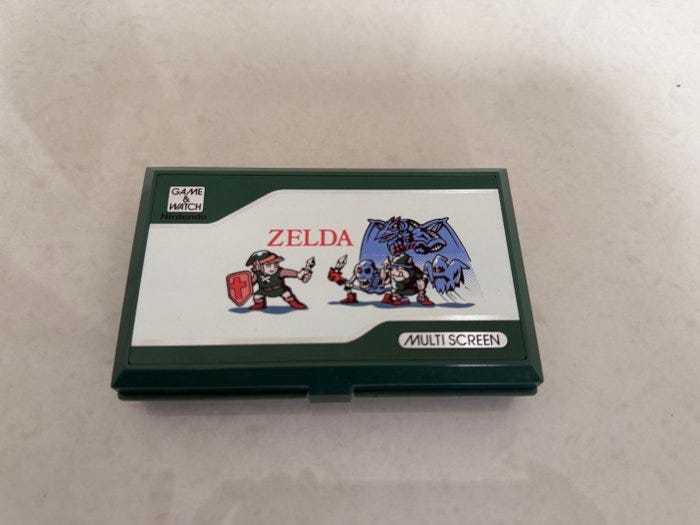 GAME
&
WATCH
Nintendo
ZELDA
MULTI SCREEN